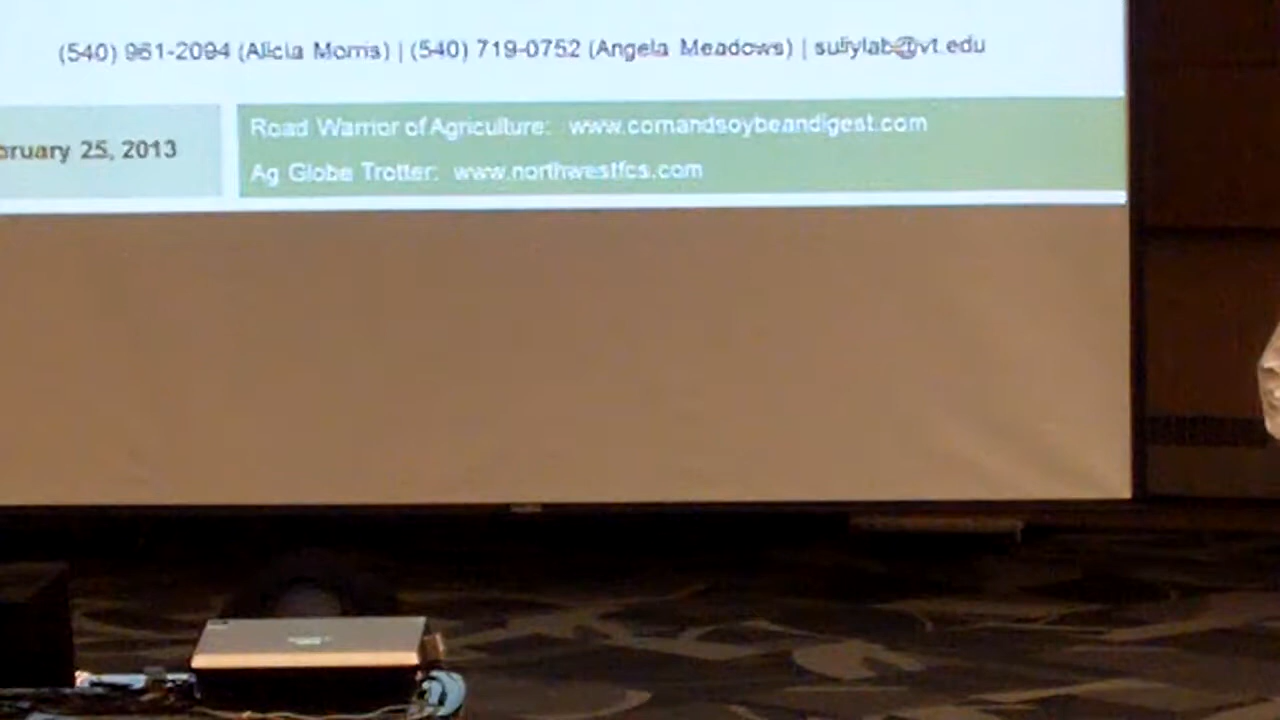 (540) 961-2094 (Alicia Morris) | (540) 719-0752 (Angela Meadows) | sullylab@vt.edu
bruary 25, 2013
Road Warrior of Agriculture: www.cornandsoybeandigest.com
Ag Globe Trotter: www.northwestfcs.com